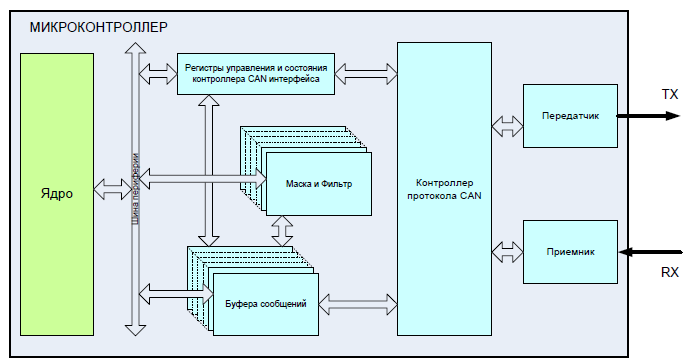 МИКРОКОНТРОЛЛЕР
Ядро
Шина периферии
Регистры управления и состояния
контроллера CAN интерфейса
Маска и Фильтр
Буфера сообщений
Контроллер
протокола CAN
Передатчик
TX
Приемник
RX